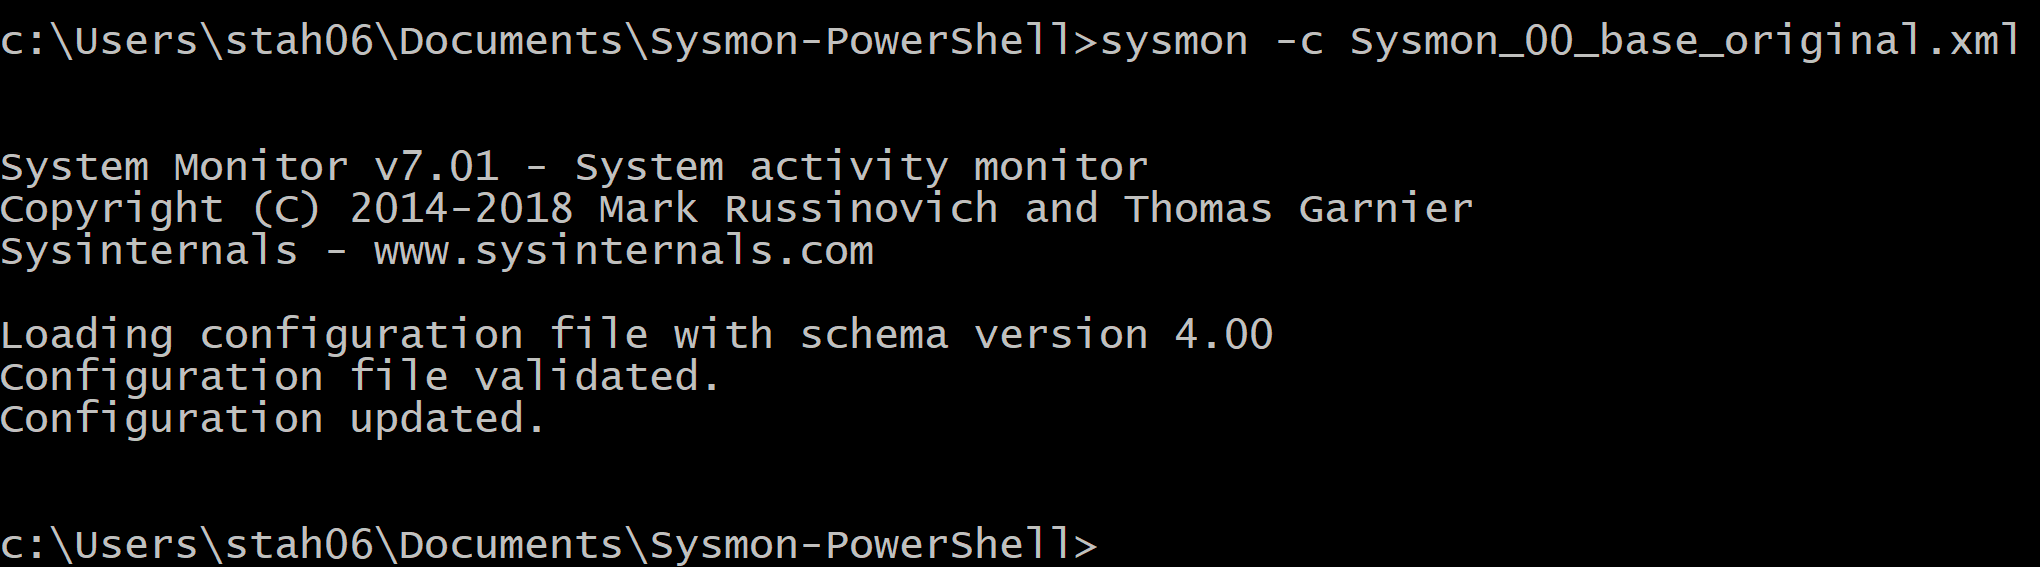 c:\Users\stah06\Documents\Sysmon-PowerShell>sysmon -c Sysmon_00_base_original.xml
System Monitor v7.01 - System activity monitor
Copyright (C) 2014-2018 Mark Russinovich and Thomas Garnier
Sysinternals - www.sysinternals.com
Loading configuration file with schema version 4.00
Configuration file validated.
Configuration updated.
c:\Users\stah06\Documents\Sysmon-PowerShell>